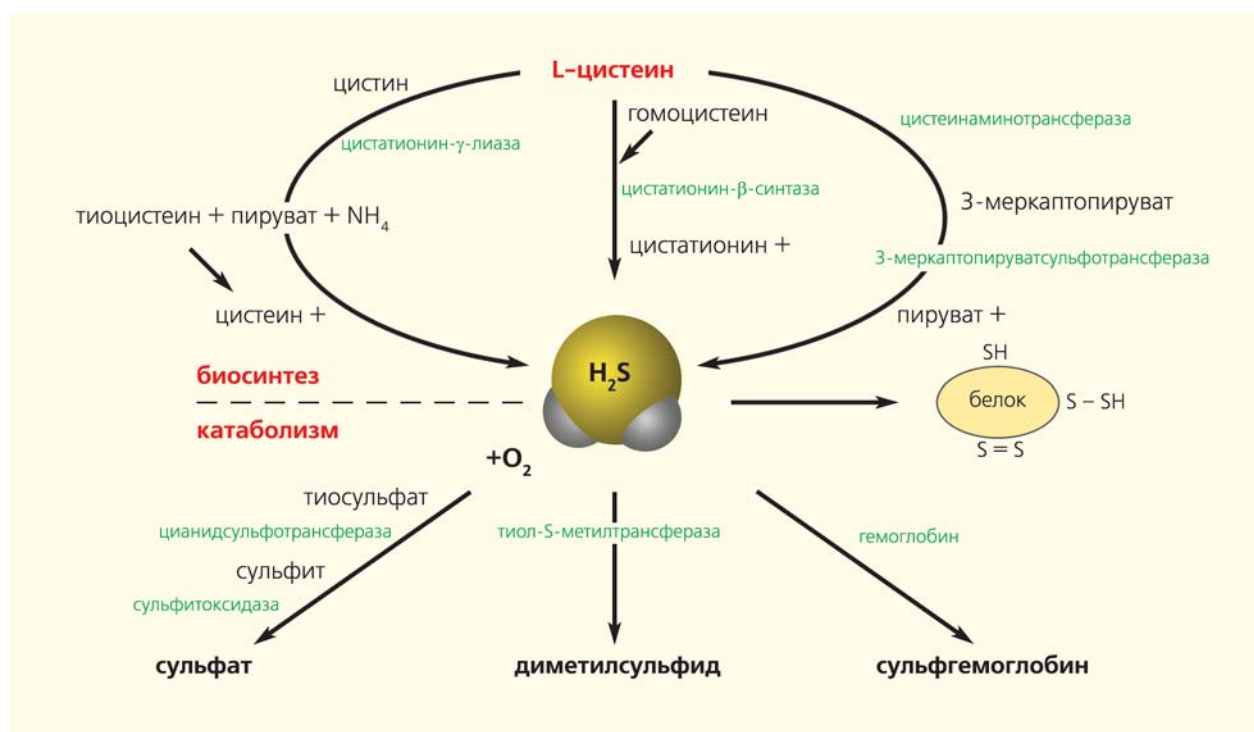 L-цистеин
цистин
гомоцистеин
цистеинаминотрансфераза
цистатионин-γ-лиаза
цистатионин-β-синтаза
3-меркаптопируват
тиоцистеин + пируват + NH₄
цистатионин +
3-меркаптопируватсульфотрансфераза
цистеин +
пируват +
H₂S
SH
белок
S – SH
S = S
биосинтез
катаболизм
+O₂
тиосульфат
цианидсульфотрансфераза
тиол-S-метилтрансфераза
гемоглобин
сульфит
сульфитоксидаза
сульфат
диметилсульфид
сульфгемоглобин